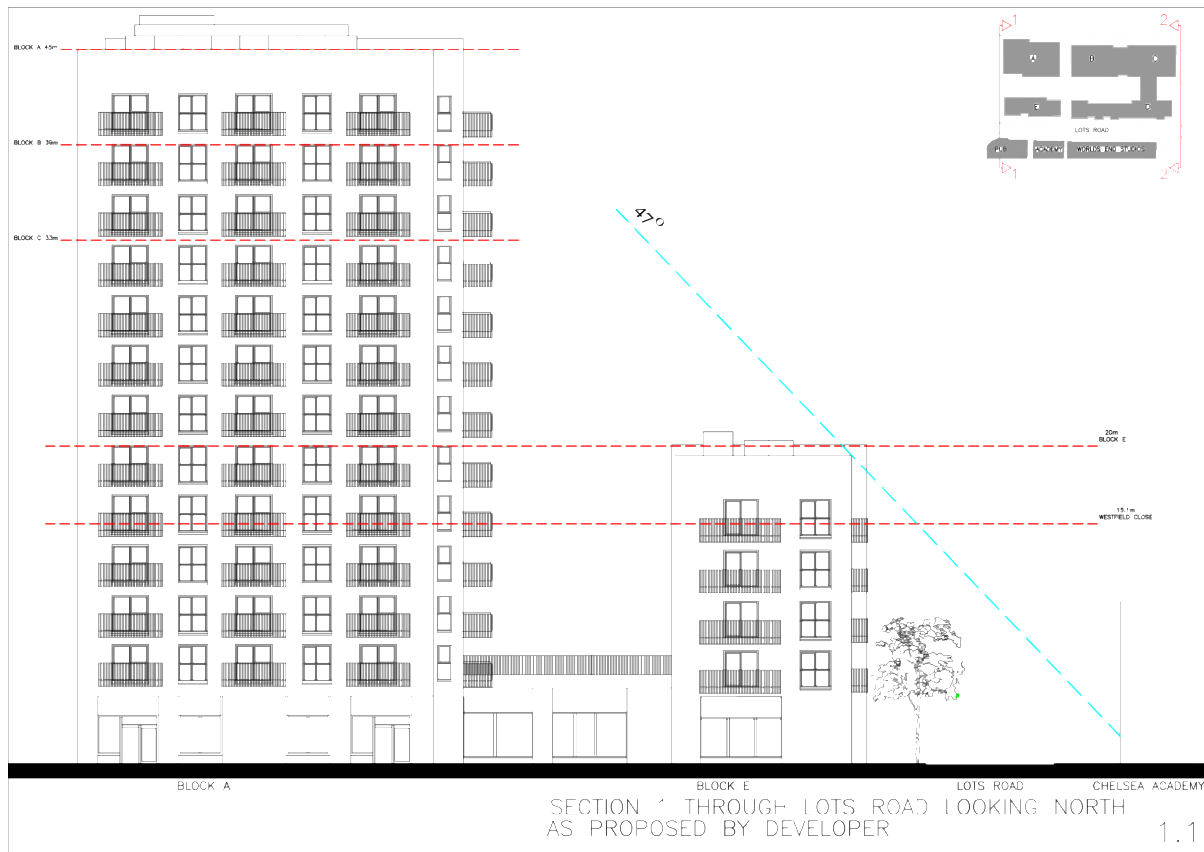 BLOCK A 45m
BLOCK B 39m
BLOCK C 33m
47°
1
2
A
B
C
E
D
LOTS ROAD
PUB
ACADEMY
WORLDS END STUDIOS
1
2
20m
BLOCK E
15.1m
WESTFIELD CLOSE
BLOCK A
BLOCK E
LOTS ROAD
CHELSEA ACADEMY
SECTION 1 THROUGH LOTS ROAD LOOKING NORTH
AS PROPOSED BY DEVELOPER
1.1